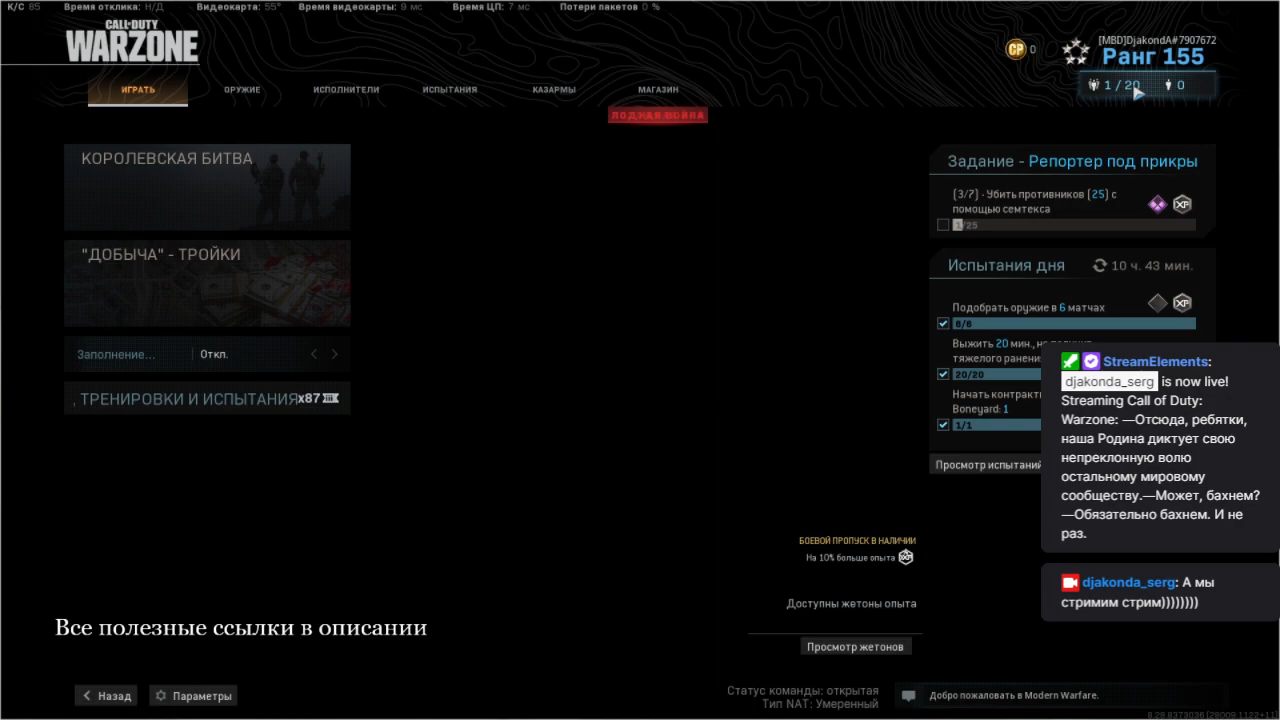 К/С 85 Время отклика: Н/Д Видеокарта: 55° Время видеокарты: 9 мс Время ЦП: 7 мс Потери пакетов 0 %
CALL OF DUTY
WARZONE
CP 0
[MBD]DjakondA#7907672
Ранг 155
1 / 20 0
ИГРАТЬ ОРУЖИЕ ИСПОЛНИТЕЛИ ИСПЫТАНИЯ КАЗАРМЫ МАГАЗИН
КОРОЛЕВСКАЯ БИТВА
"ДОБЫЧА" - ТРОЙКИ
Заполнение... Откл.
, ТРЕНИРОВКИ И ИСПЫТАНИЯ x87
Задание - Репортер под прикры
(3/7) - Убить противников (25) с
помощью семтекса
XP
1/25
Испытания дня 10 ч. 43 мин.
Подобрать оружие в 6 матчах
XP
6/6
Выжить 20 мин., не
тяжелого ранени
20/20
Начать контракт
Boneyard: 1
1/1
Просмотр испытаний
StreamElements:
djakonda_serg is now live!
Streaming Call of Duty:
Warzone: —Отсюда, ребятки,
наша Родина диктует свою
непреклонную волю
остальному мировому
сообществу.—Может, бахнем?
—Обязательно бахнем. И не
раз.
djakonda_serg: А мы
стримим стрим))))))))
БОЕВОЙ ПРОПУСК В НАЛИЧИИ
На 10% больше опыта
Доступны жетоны опыта
Просмотр жетонов
Все полезные ссылки в описании
Назад Параметры
Статус команды: открытая
Тип NAT: Умеренный
Добро пожаловать в Modern Warfare.